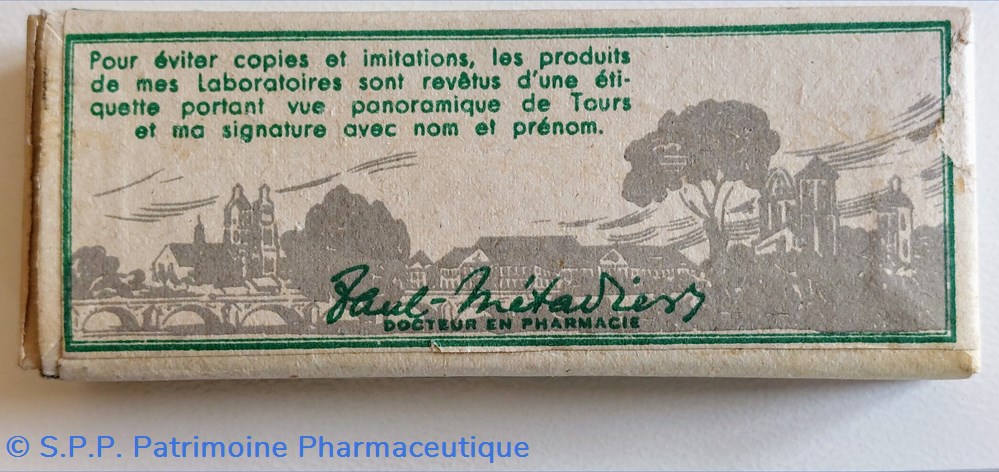 Pour éviter copies et imitations, les produits
de mes Laboratoires sont revêtus d'une éti-
quette portant vue panoramique de Tours
et ma signature avec nom et prénom.
Paul-Métadier
DOCTEUR EN PHARMACIE
© S.P.P. Patrimoine Pharmaceutique